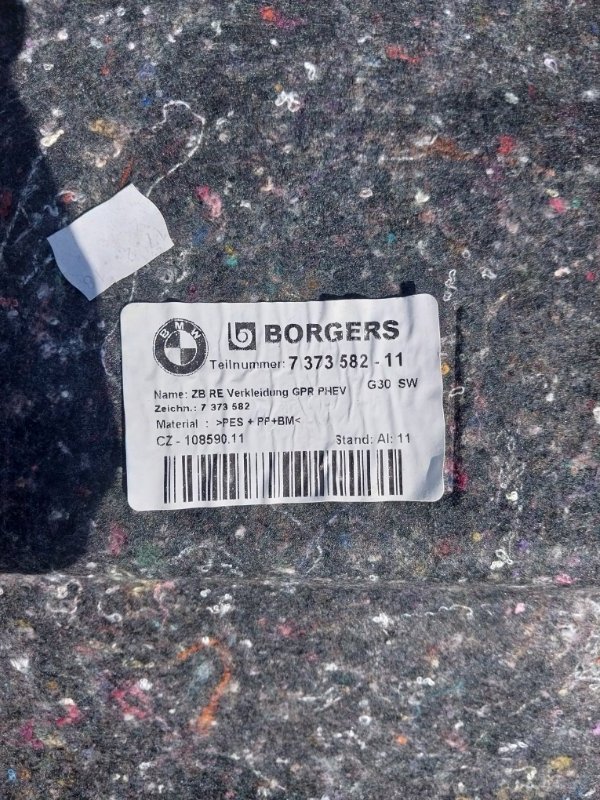 BMW BORGERS
Teilnummer: 7 373 582 - 11
Name: ZB RE Verkleidung GPR PHEV G30 SW
Zeichn.: 7 373 582
Material : >PES + PP+BM<
CZ - 108590.11 Stand: AI: 11